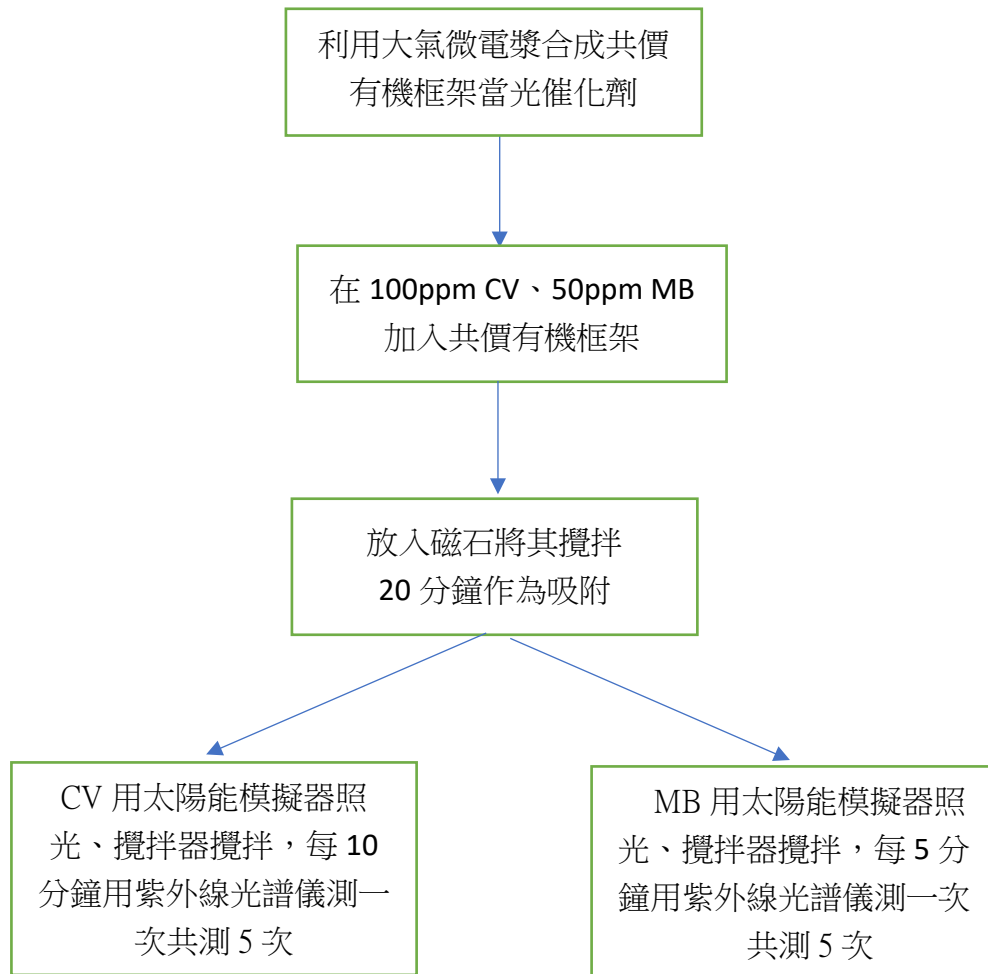 利用大氣微電漿合成共價
有機框架當光催化劑
在 100ppm CV、50ppm MB
加入共價有機框架
放入磁石將其攪拌
20 分鐘作為吸附
CV 用太陽能模擬器照
光、攪拌器攪拌，每 10
分鐘用紫外線光譜儀測一
次共測 5 次
MB 用太陽能模擬器照
光、攪拌器攪拌，每 5 分
鐘用紫外線光譜儀測一次
共測 5 次